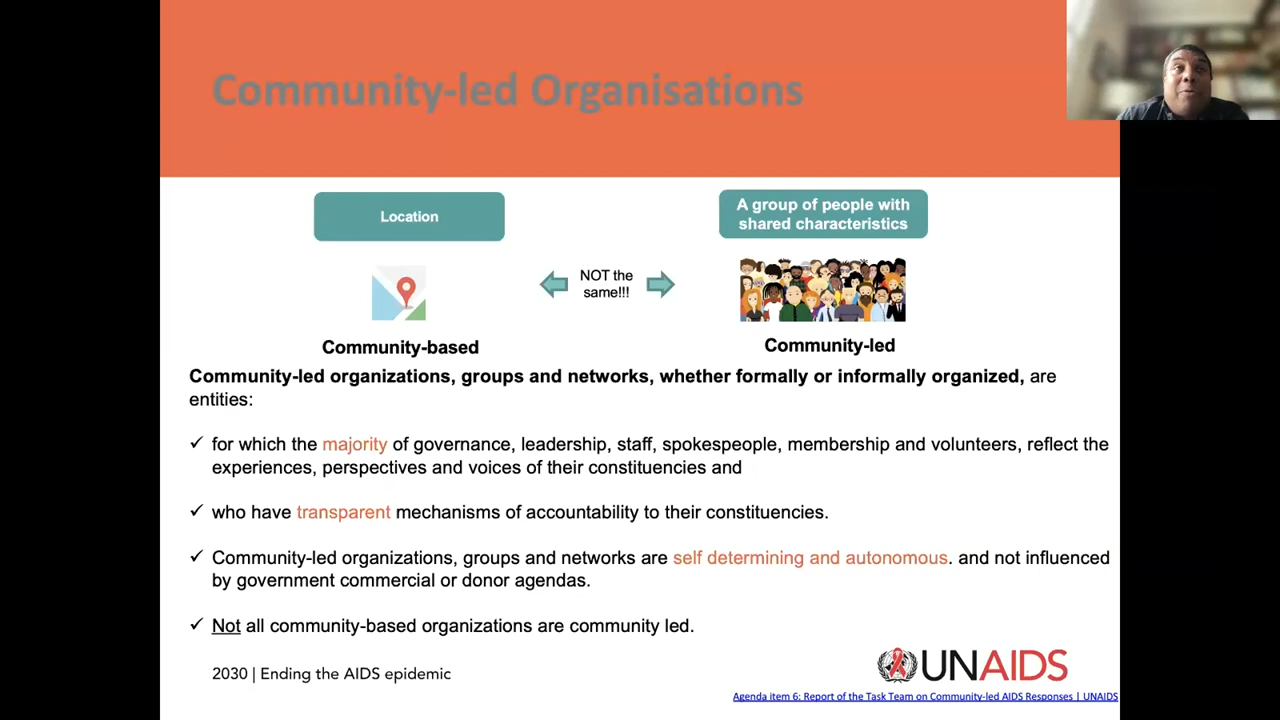 Community-led Organisations
Location
A group of people with
shared characteristics
NOT the
same!!!
Community-based
Community-led
Community-led organizations, groups and networks, whether formally or informally organized, are
entities:
✓ for which the majority of governance, leadership, staff, spokespeople, membership and volunteers, reflect the
experiences, perspectives and voices of their constituencies and
✓ who have transparent mechanisms of accountability to their constituencies.
✓ Community-led organizations, groups and networks are self determining and autonomous. and not influenced
by government commercial or donor agendas.
✓ Not all community-based organizations are community led.
2030 | Ending the AIDS epidemic
UNAIDS
Agenda item 6: Report of the Task Team on Community-led AIDS Responses | UNAIDS